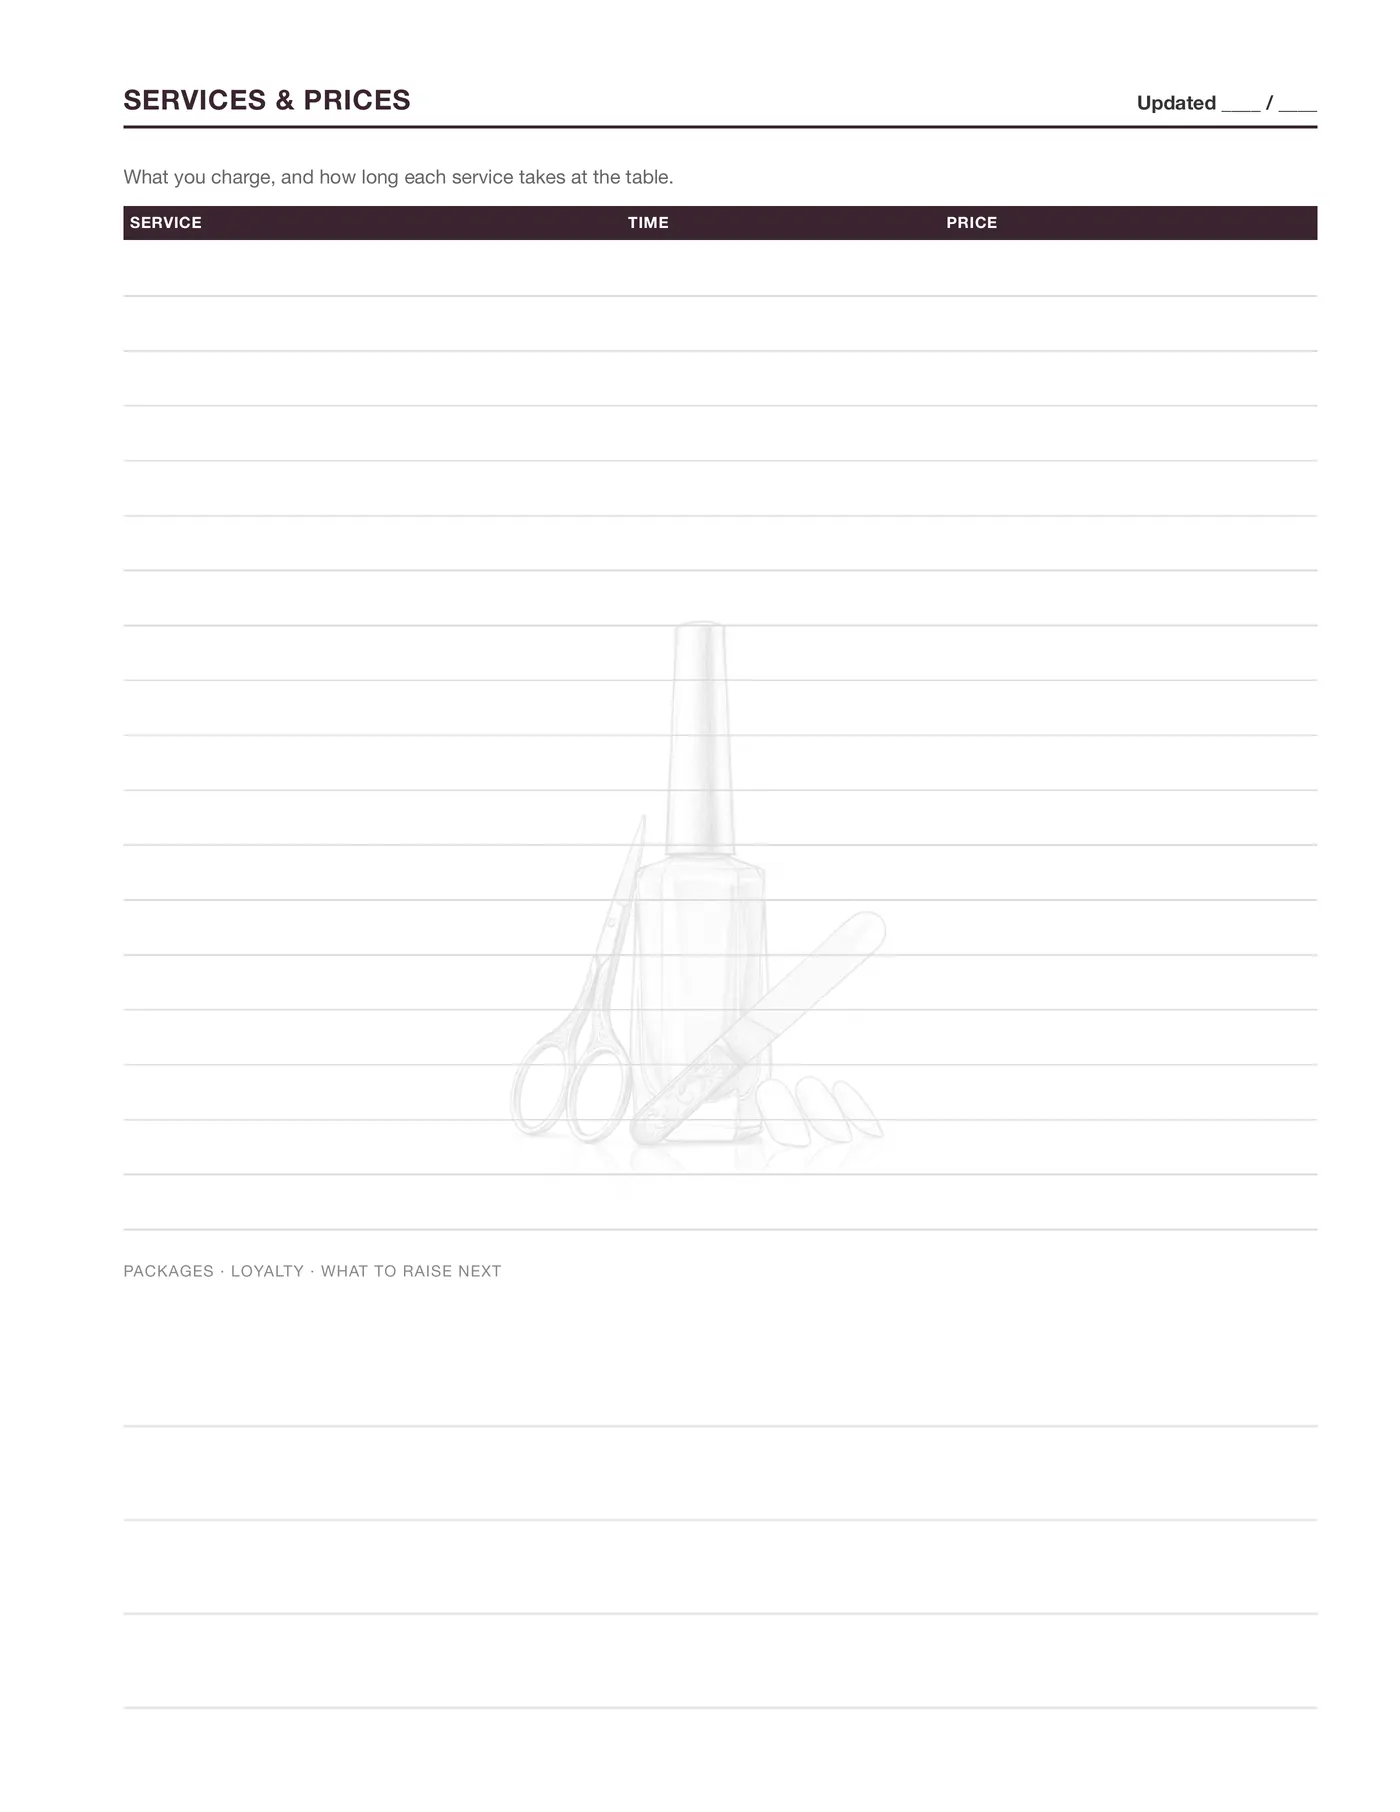 SERVICES & PRICES
Updated ____ / ____
What you charge, and how long each service takes at the table.
SERVICE TIME PRICE
PACKAGES · LOYALTY · WHAT TO RAISE NEXT